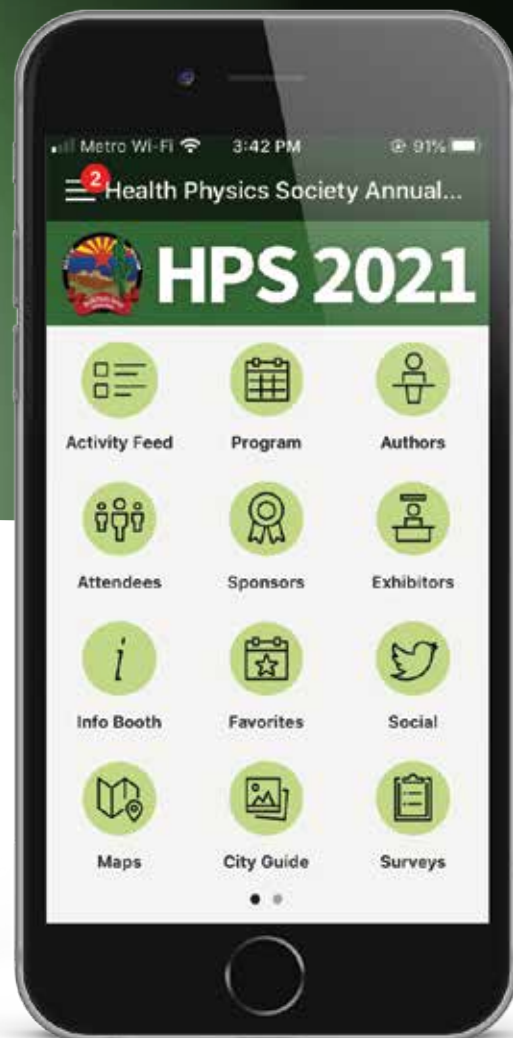 Metro Wi-Fi 3:42 PM 91%
2
Health Physics Society Annual...
HPS 2021
Activity Feed Program Authors
Attendees Sponsors Exhibitors
i
Info Booth Favorites Social
Maps City Guide Surveys